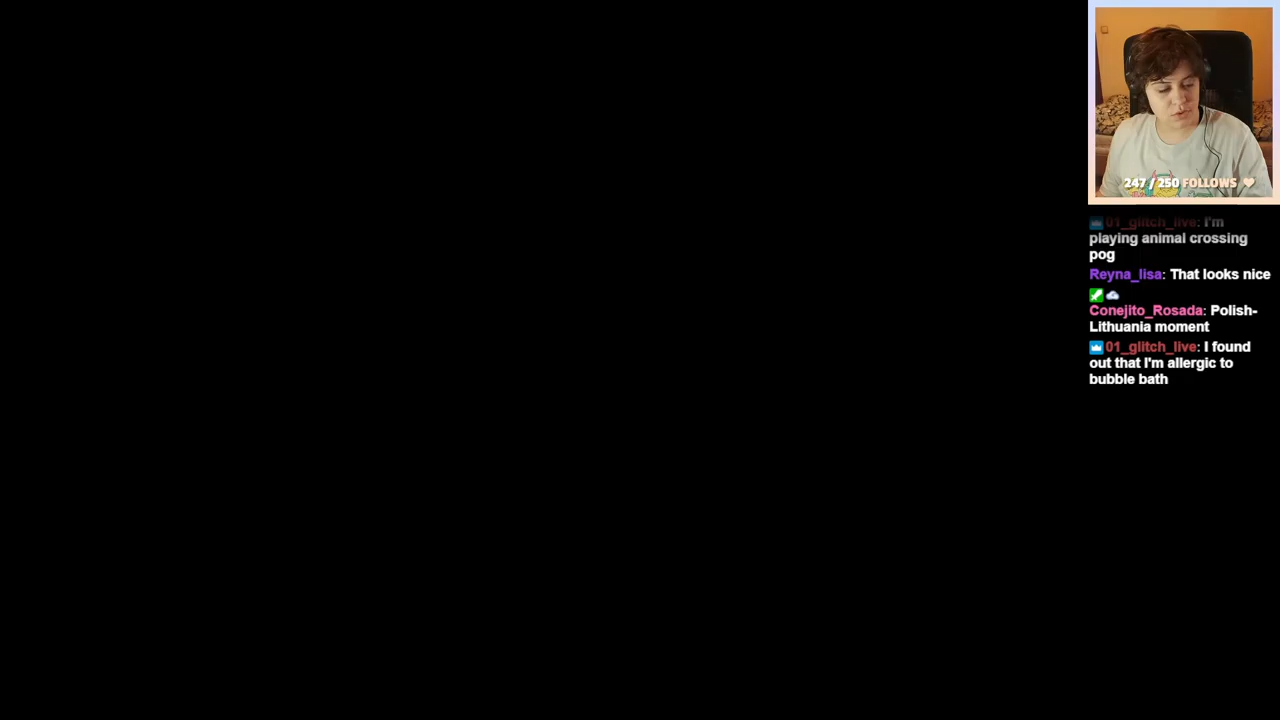 247 / 250 FOLLOWS
01_glitch_live: I'm
playing animal crossing
pog
Reyna_lisa: That looks nice
Conejito_Rosada: Polish-
Lithuania moment
01_glitch_live: I found
out that I'm allergic to
bubble bath